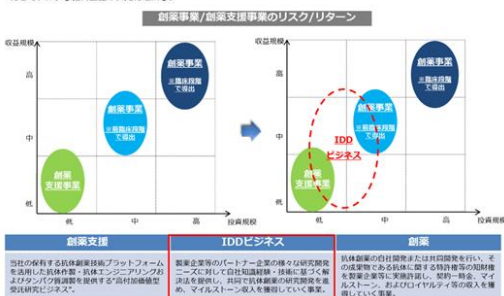 創薬事業/創薬支援事業のリスク/リターン
収益規模
高
中
低
創薬事業
※臨床段階
で導出
創薬事業
※前臨床段階
で導出
創薬
支援事業
低
中
高
投資規模
収益規模
高
中
低
創薬事業
※臨床段階
で導出
創薬事業
※前臨床段階
で導出
IDD
ビジネス
創薬
支援事業
低
中
高
投資規模
創薬支援
当社の保有する抗体創薬技術プラットフォーム
を活用した抗体作製・抗体エンジニアリングおよ
びタンパク質調製を提供する"高付加価値型
受託研究ビジネス"。
IDDビジネス
製薬企業等のパートナー企業の様々な研究開発
ニーズに対して自社知識経験・技術に基づく解
決法を提供し、共同で抗体創薬の研究開発を進
め、マイルストーン収入を獲得していく事業。
創薬
抗体創薬の自社開発または共同開発を行い、そ
の成果物である抗体に関する特許権等の知財権
を製薬企業等に実施許諾し、契約一時金、マイ
ルストーン、およびロイヤルティ等の収入を獲
得していく事業。